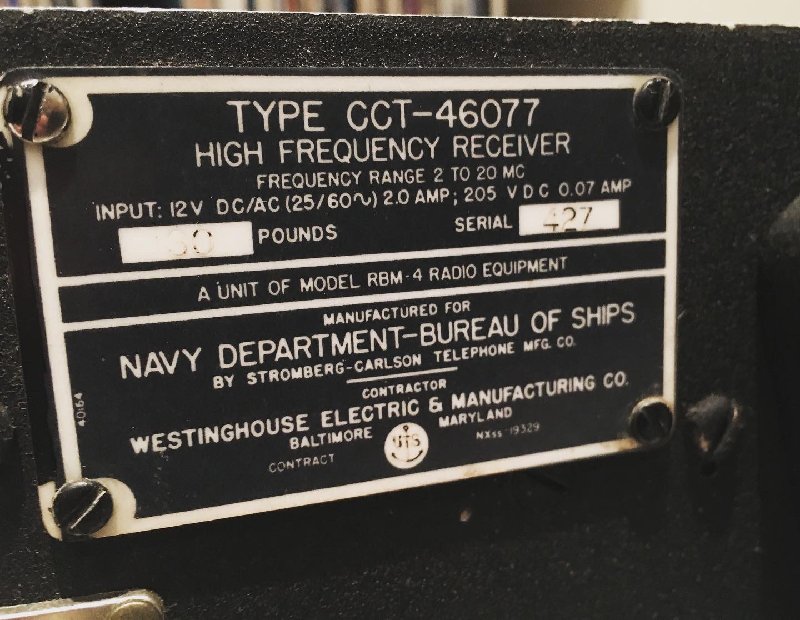 TYPE CCT-46077
HIGH FREQUENCY RECEIVER
FREQUENCY RANGE 2 TO 20 MC
INPUT: 12V DC/AC (25/60∿) 2.0 AMP; 205 VDC 0.07 AMP
POUNDS SERIAL 427
A UNIT OF MODEL RBM-4 RADIO EQUIPMENT
MANUFACTURED FOR
NAVY DEPARTMENT-BUREAU OF SHIPS
BY STROMBERG-CARLSON TELEPHONE MFG. CO.
CONTRACTOR
WESTINGHOUSE ELECTRIC & MANUFACTURING CO.
BALTIMORE MARYLAND
CONTRACT NXss-19329
40164